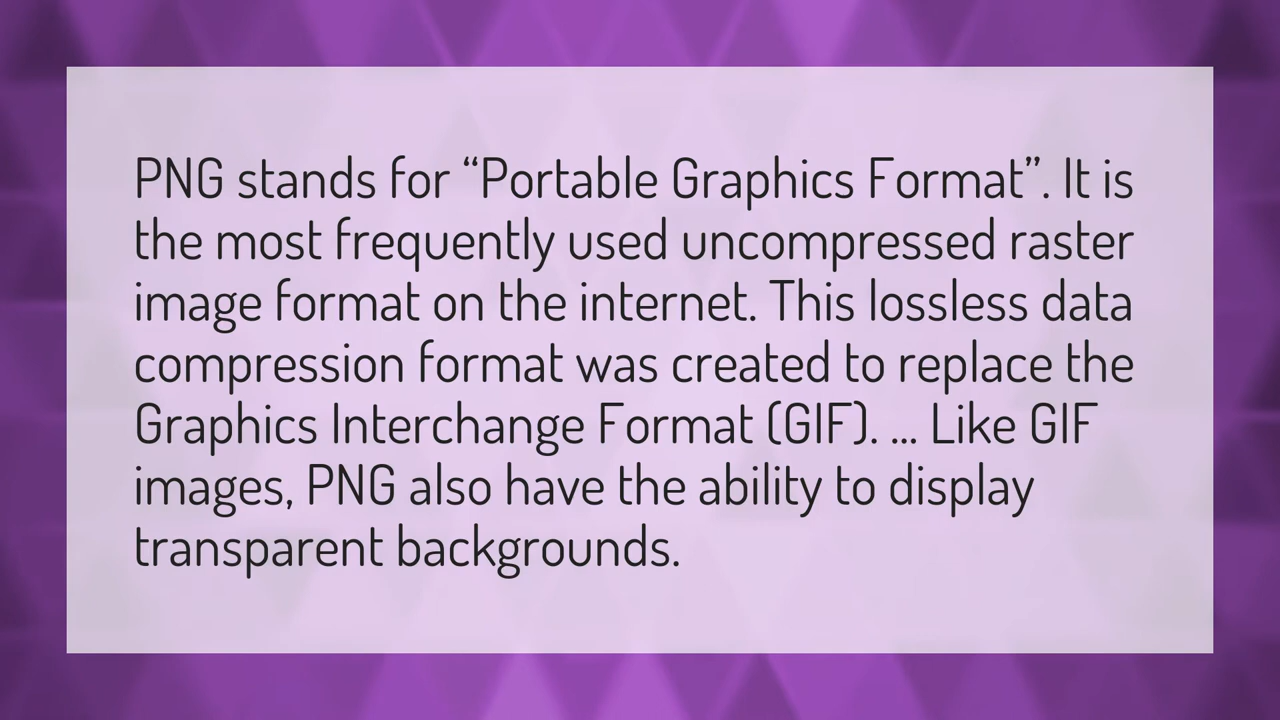 PNG stands for “Portable Graphics Format”. It is
the most frequently used uncompressed raster
image format on the internet. This lossless data
compression format was created to replace the
Graphics Interchange Format (GIF). ... Like GIF
images, PNG also have the ability to display
transparent backgrounds.